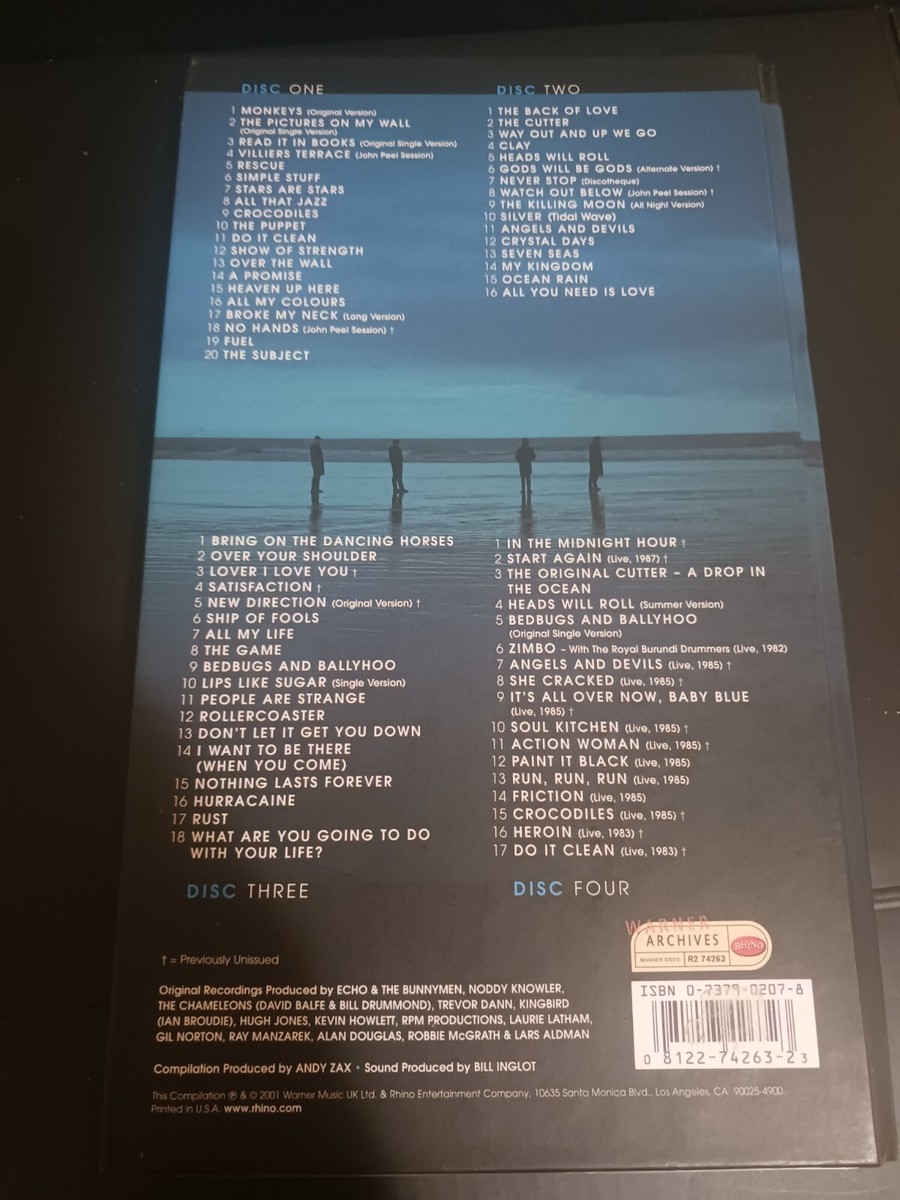 DISC ONE
1 MONKEYS (Original Version)
2 THE PICTURES ON MY WALL
(Original Single Version)
3 READ IT IN BOOKS (Original Single Version)
4 VILLIERS TERRACE (John Peel Session)
5 RESCUE
6 SIMPLE STUFF
7 STARS ARE STARS
8 ALL THAT JAZZ
9 CROCODILES
10 THE PUPPET
11 DO IT CLEAN
12 SHOW OF STRENGTH
13 OVER THE WALL
14 A PROMISE
15 HEAVEN UP HERE
16 ALL MY COLOURS
17 BROKE MY NECK (Long Version)
18 NO HANDS (John Peel Session) †
19 FUEL
20 THE SUBJECT
DISC TWO
1 THE BACK OF LOVE
2 THE CUTTER
3 WAY OUT AND UP WE GO
4 CLAY
5 HEADS WILL ROLL
6 GODS WILL BE GODS (Alternate Version) †
7 NEVER STOP (Discotheque)
8 WATCH OUT BELOW (John Peel Session) †
9 THE KILLING MOON (All Night Version)
10 SILVER (Tidal Wave)
11 ANGELS AND DEVILS
12 CRYSTAL DAYS
13 SEVEN SEAS
14 MY KINGDOM
15 OCEAN RAIN
16 ALL YOU NEED IS LOVE
1 BRING ON THE DANCING HORSES
2 OVER YOUR SHOULDER
3 LOVER I LOVE YOU †
4 SATISFACTION †
5 NEW DIRECTION (Original Version) †
6 SHIP OF FOOLS
7 ALL MY LIFE
8 THE GAME
9 BEDBUGS AND BALLYHOO
10 LIPS LIKE SUGAR (Single Version)
11 PEOPLE ARE STRANGE
12 ROLLERCOASTER
13 DON'T LET IT GET YOU DOWN
14 I WANT TO BE THERE
(WHEN YOU COME)
15 NOTHING LASTS FOREVER
16 HURRACAINE
17 RUST
18 WHAT ARE YOU GOING TO DO
WITH YOUR LIFE?
DISC THREE
1 IN THE MIDNIGHT HOUR †
2 START AGAIN (Live, 1987) †
3 THE ORIGINAL CUTTER – A DROP IN
THE OCEAN
4 HEADS WILL ROLL (Summer Version)
5 BEDBUGS AND BALLYHOO
(Original Single Version)
6 ZIMBO – With The Royal Burundi Drummers (Live, 1982)
7 ANGELS AND DEVILS (Live, 1985) †
8 SHE CRACKED (Live, 1985) †
9 IT'S ALL OVER NOW, BABY BLUE
(Live, 1985) †
10 SOUL KITCHEN (Live, 1985) †
11 ACTION WOMAN (Live, 1985) †
12 PAINT IT BLACK (Live, 1985)
13 RUN, RUN, RUN (Live, 1985)
14 FRICTION (Live, 1985)
15 CROCODILES (Live, 1985) †
16 HEROIN (Live, 1983) †
17 DO IT CLEAN (Live, 1983) †
DISC FOUR
† = Previously Unissued
Original Recordings Produced by ECHO & THE BUNNYMEN, NODDY KNOWLER,
THE CHAMELEONS (DAVID BALFE & BILL DRUMMOND), TREVOR DANN, KINGBIRD
(IAN BROUDIE), HUGH JONES, KEVIN HOWLETT, RPM PRODUCTIONS, LAURIE LATHAM,
GIL NORTON, RAY MANZAREK, ALAN DOUGLAS, ROBBIE McGRATH & LARS ALDMAN
Compilation Produced by ANDY ZAX • Sound Produced by BILL INGLOT
This Compilation ℗ & © 2001 Warner Music UK Ltd. & Rhino Entertainment Company, 10635 Santa Monica Blvd., Los Angeles, CA 90025-4900
Printed in U.S.A. www.rhino.com
WARNER
ARCHIVES
RHINO
WARNER BROS. R2 74263
ISBN 0-7379-0207-8
0 8122-74263-2 3